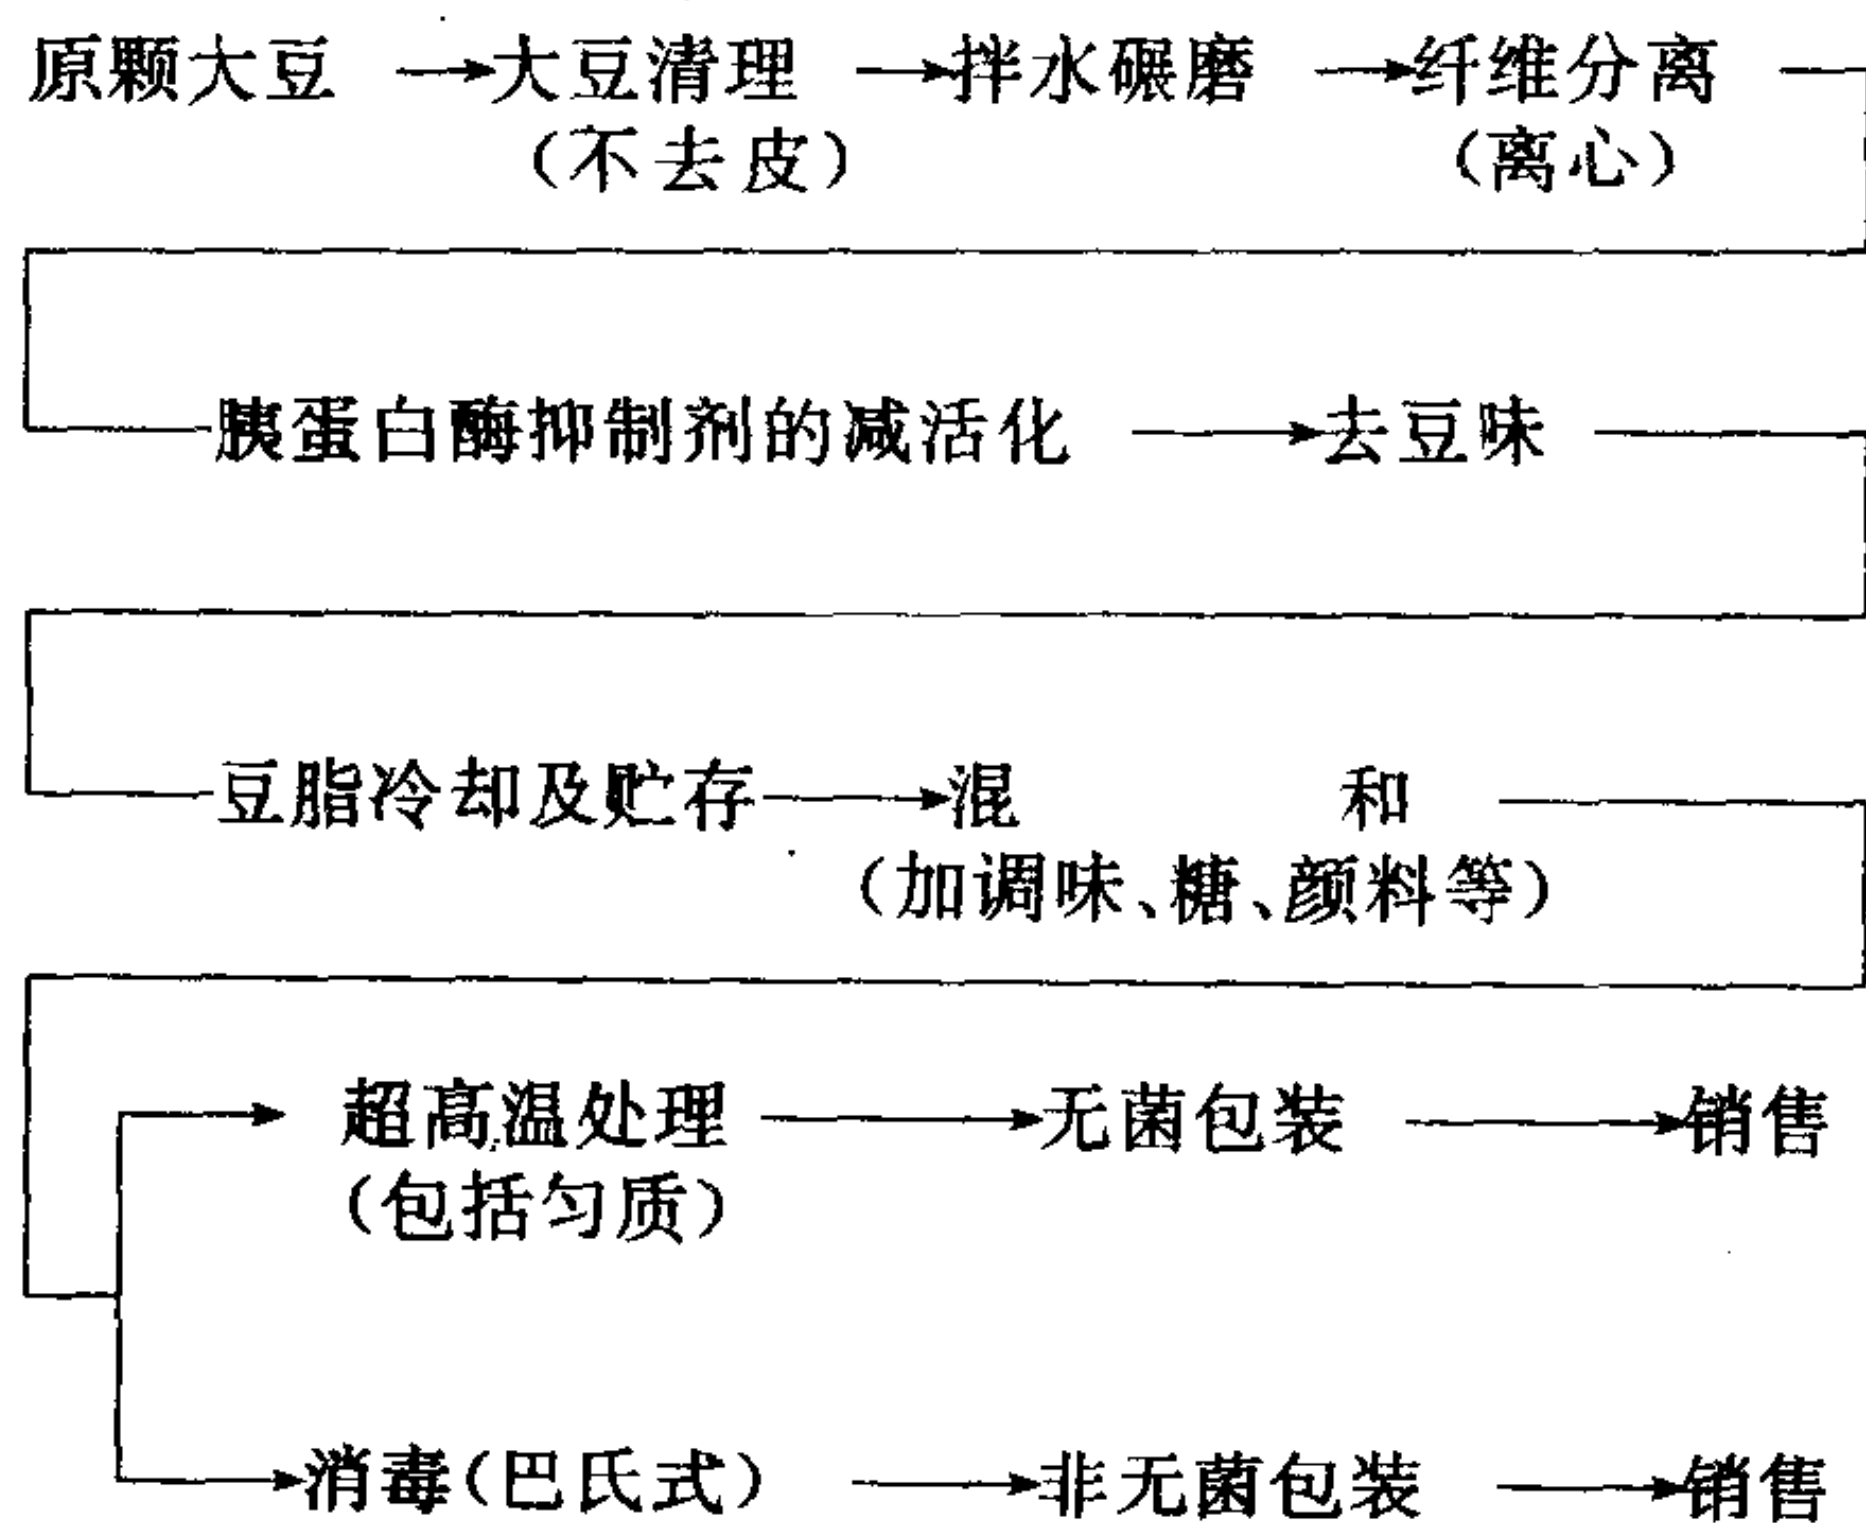 原颗大豆 大豆清理 拌水碾磨 纤维分离
(不去皮) (离心)
胰蛋白酶抑制剂的减活化 去豆味
豆脂冷却及贮存 混 和
(加调味、糖、颜料等)
超高温处理 无菌包装 销售
(包括匀质)
消毒(巴氏式) 非无菌包装 销售